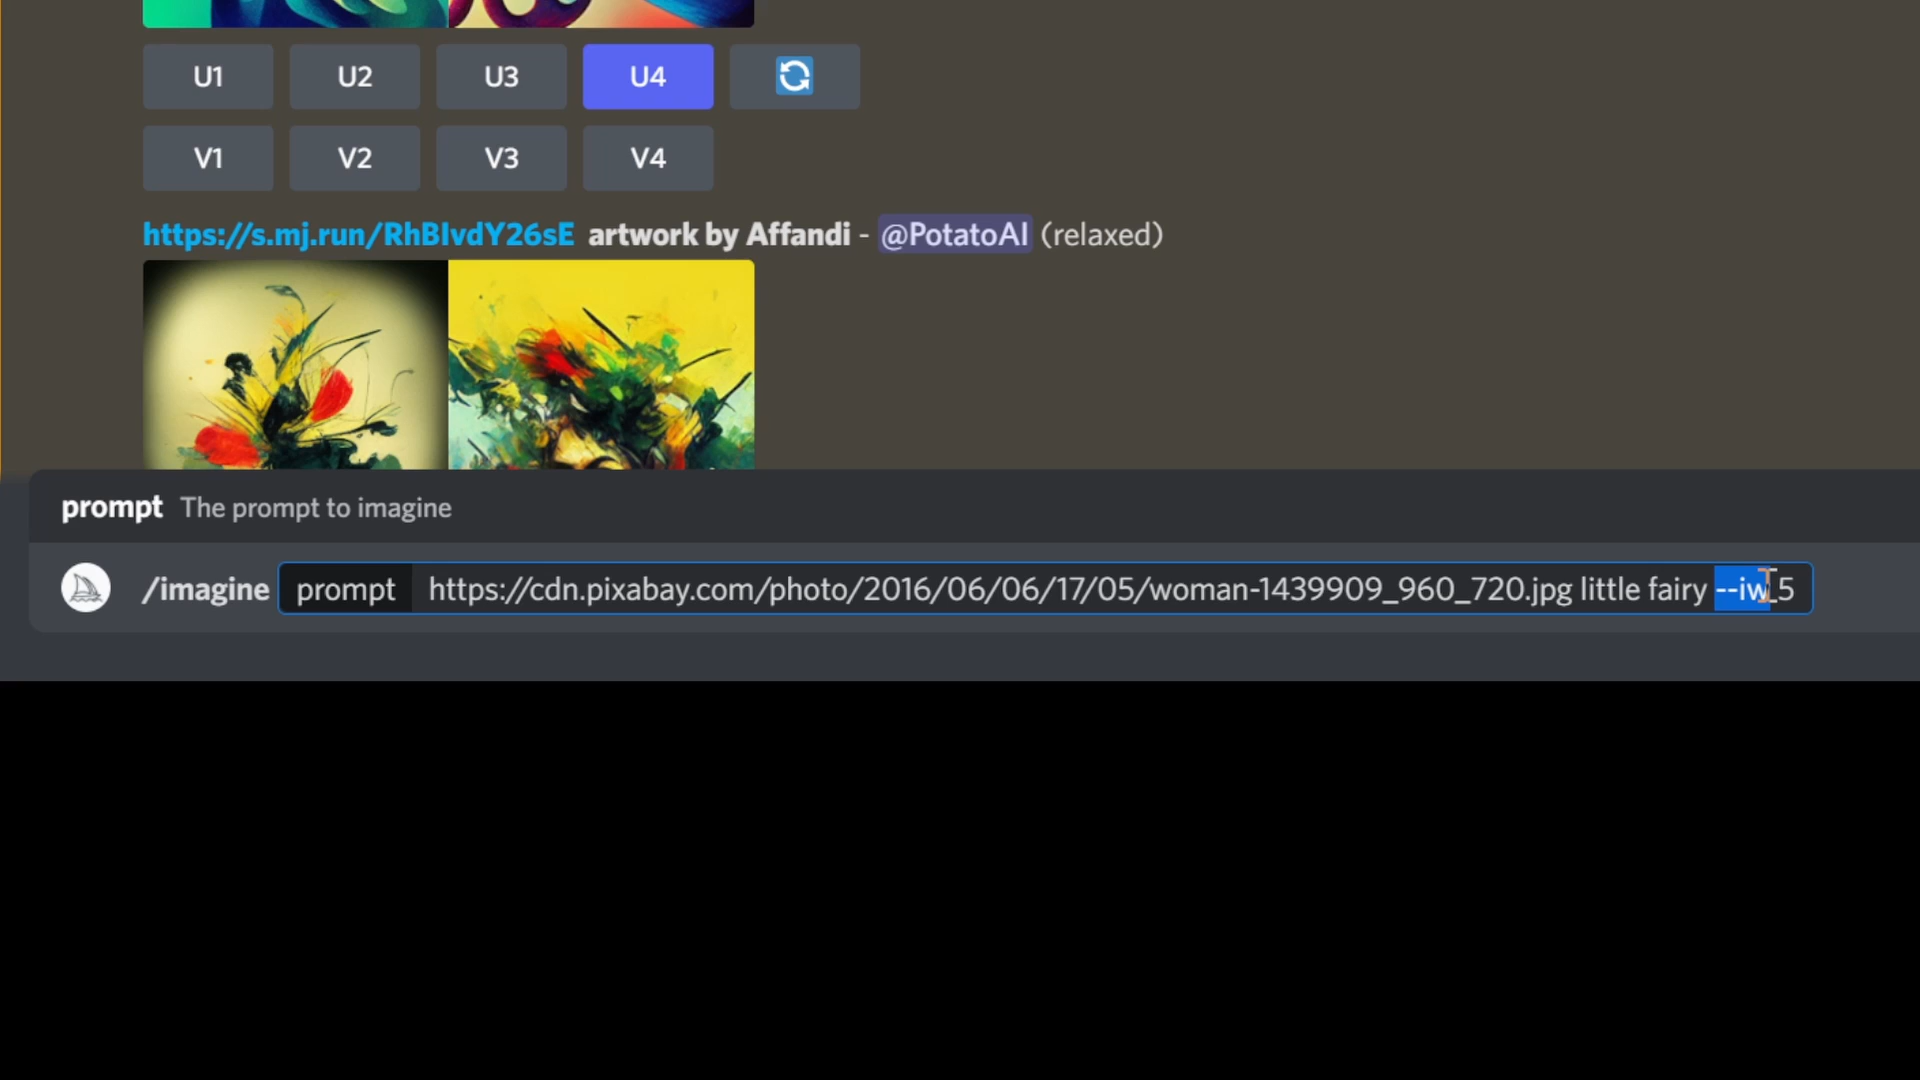 U1 U2 U3 U4
V1 V2 V3 V4
https://s.mj.run/RhBIvdY26sE artwork by Affandi - @PotatoAI (relaxed)
prompt The prompt to imagine
/imagine prompt https://cdn.pixabay.com/photo/2016/06/06/17/05/woman-1439909_960_720.jpg little fairy --iw 5